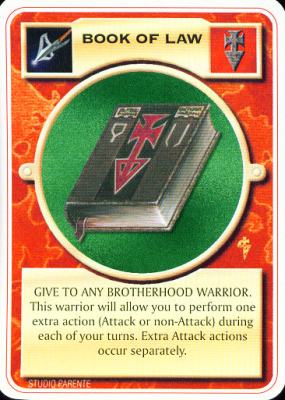 BOOK OF LAW
GIVE TO ANY BROTHERHOOD WARRIOR.
This warrior will allow you to perform one
extra action (Attack or non-Attack) during
each of your turns. Extra Attack actions
occur separately.
STUDIO PARENTE